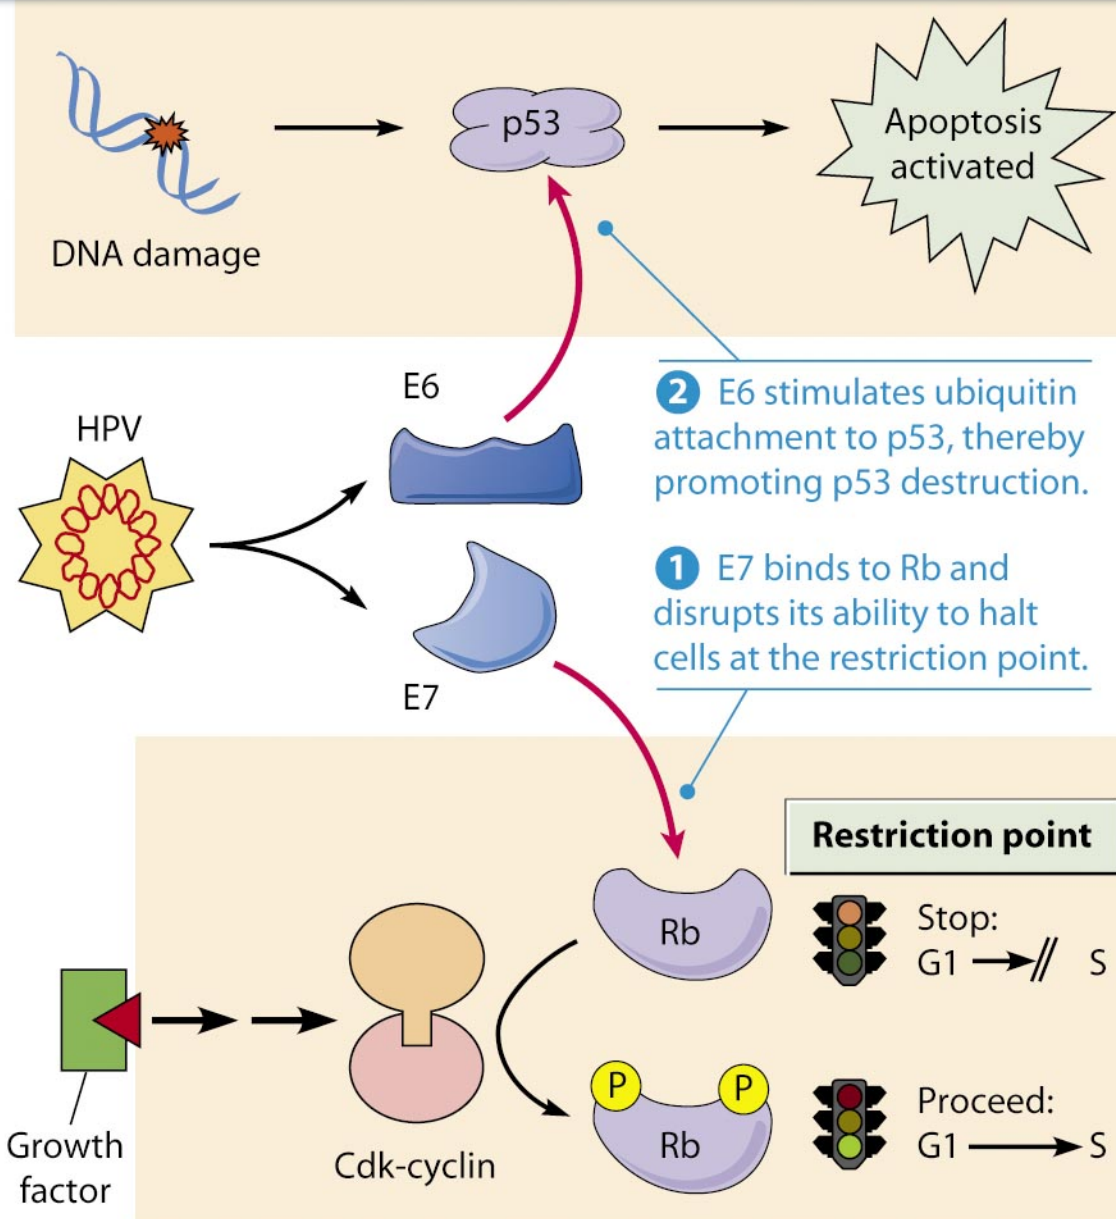 DNA damage
p53
Apoptosis
activated
HPV
E6
E7
2 E6 stimulates ubiquitin
attachment to p53, thereby
promoting p53 destruction.
1 E7 binds to Rb and
disrupts its ability to halt
cells at the restriction point.
Restriction point
Rb
Stop:
G1 S
Growth
factor
Cdk-cyclin
P P
Rb
Proceed:
G1 S